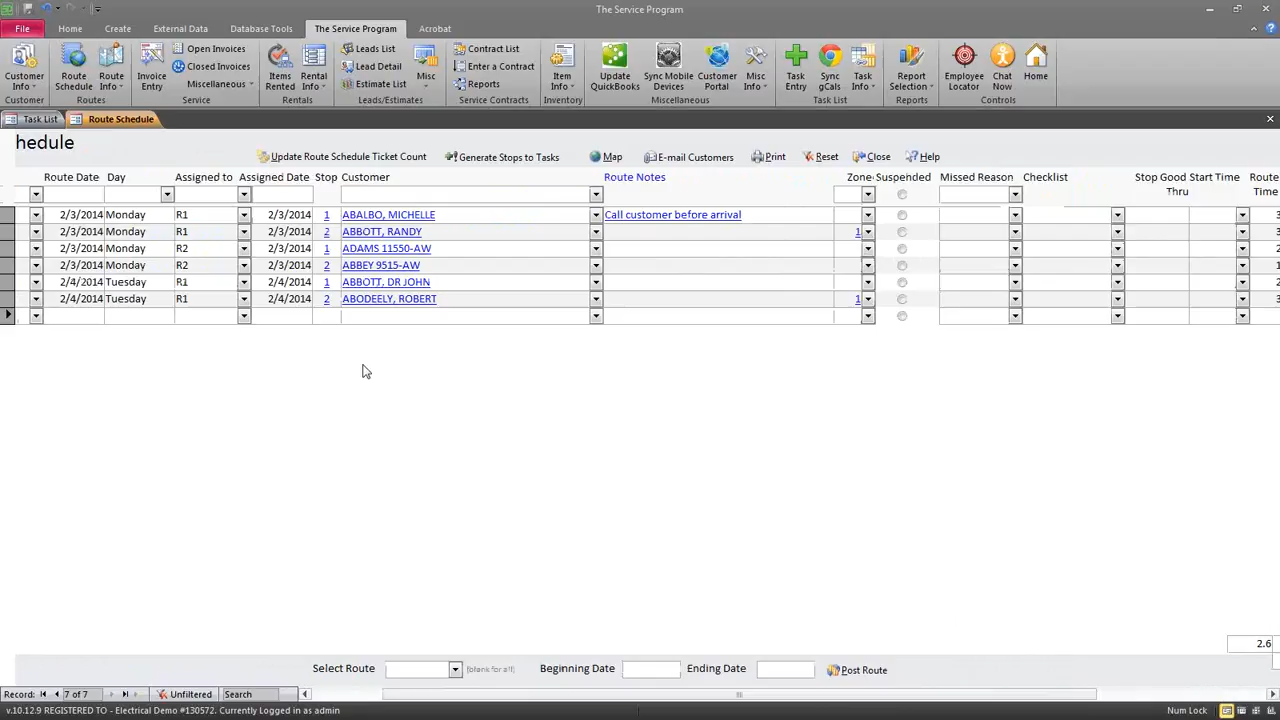 The Service Program
File Home Create External Data Database Tools The Service Program Acrobat
Customer Info Route Schedule Route Info Invoice Entry Open Invoices Closed Invoices Miscellaneous Items Rented Rental Info Leads List Lead Detail Estimate List Misc Contract List Enter a Contract Reports Item Info Update QuickBooks Sync Mobile Devices Customer Portal Misc Info Task Entry Sync gCals Task Info Report Selection Employee Locator Chat Now Home
Customer Routes Service Rentals Leads/Estimates Service Contracts Inventory Miscellaneous Task List Reports Controls
Task List Route Schedule
hedule
Update Route Schedule Ticket Count Generate Stops to Tasks Map E-mail Customers Print Reset Close Help
Route Date Day Assigned to Assigned Date Stop Customer Route Notes Zone Suspended Missed Reason Checklist Stop Good Thru Start Time Route Time
2/3/2014 Monday R1 2/3/2014 1 ABALBO, MICHELLE Call customer before arrival 3
2/3/2014 Monday R1 2/3/2014 2 ABBOTT, RANDY 1 3
2/3/2014 Monday R2 2/3/2014 1 ADAMS 11550-AW 2
2/3/2014 Monday R2 2/3/2014 2 ABBEY 9515-AW 1
2/4/2014 Tuesday R1 2/4/2014 1 ABBOTT, DR JOHN 2
2/4/2014 Tuesday R1 2/4/2014 2 ABODEELY, ROBERT 1 3
2.6
Select Route (blank for all) Beginning Date Ending Date Post Route
Record: 7 of 7 Unfiltered Search
v.10.12.9 REGISTERED TO - Electrical Demo #130572. Currently Logged in as admin Num Lock